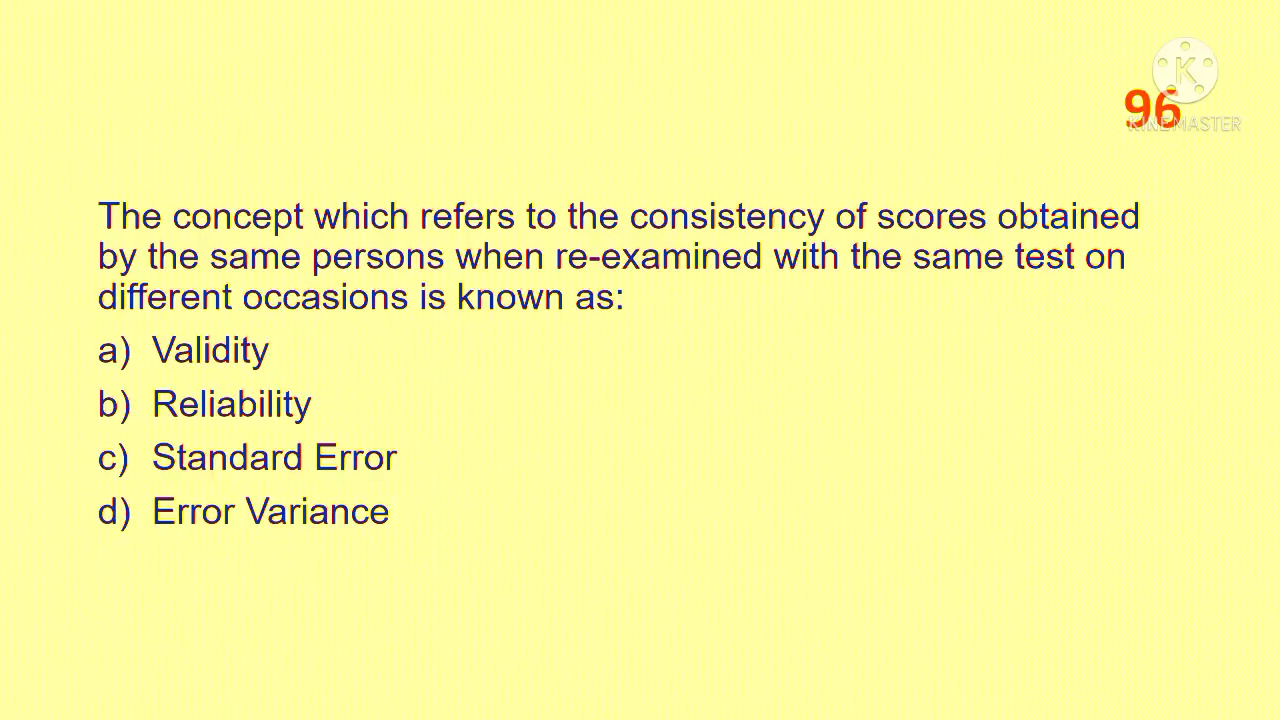 K
96
KINEMASTER
The concept which refers to the consistency of scores obtained
by the same persons when re-examined with the same test on
different occasions is known as:
a) Validity
b) Reliability
c) Standard Error
d) Error Variance